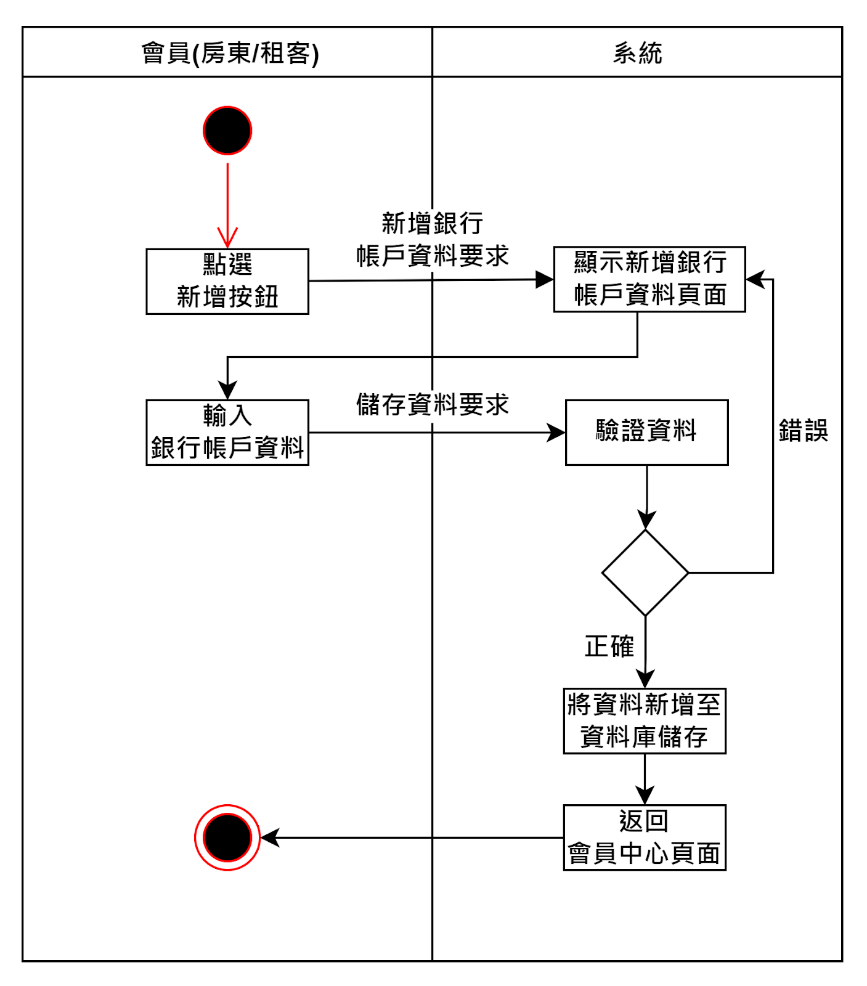 會員(房東/租客)
系統
新增銀行
帳戶資料要求
點選
新增按鈕
顯示新增銀行
帳戶資料頁面
儲存資料要求
輸入
銀行帳戶資料
驗證資料
錯誤
正確
將資料新增至
資料庫儲存
返回
會員中心頁面